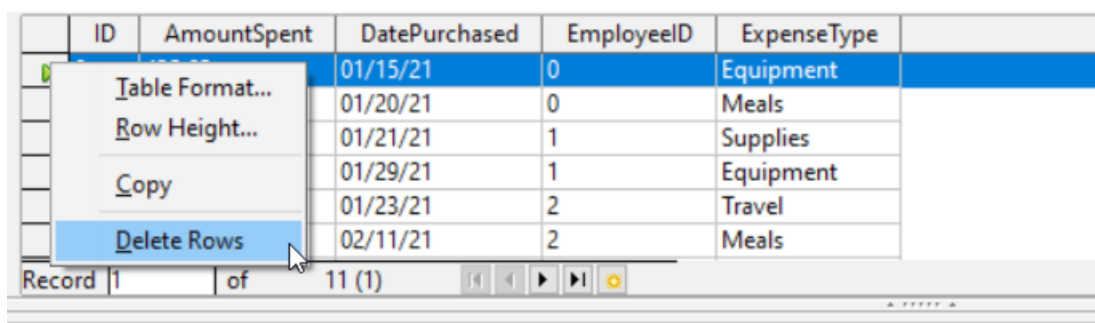 ID AmountSpent DatePurchased EmployeeID ExpenseType
01/15/21 0 Equipment
Table Format...
01/20/21 0 Meals
Row Height...
01/21/21 1 Supplies
01/29/21 1 Equipment
Copy
01/23/21 2 Travel
Delete Rows
02/11/21 2 Meals
Record 1 of 11 (1)